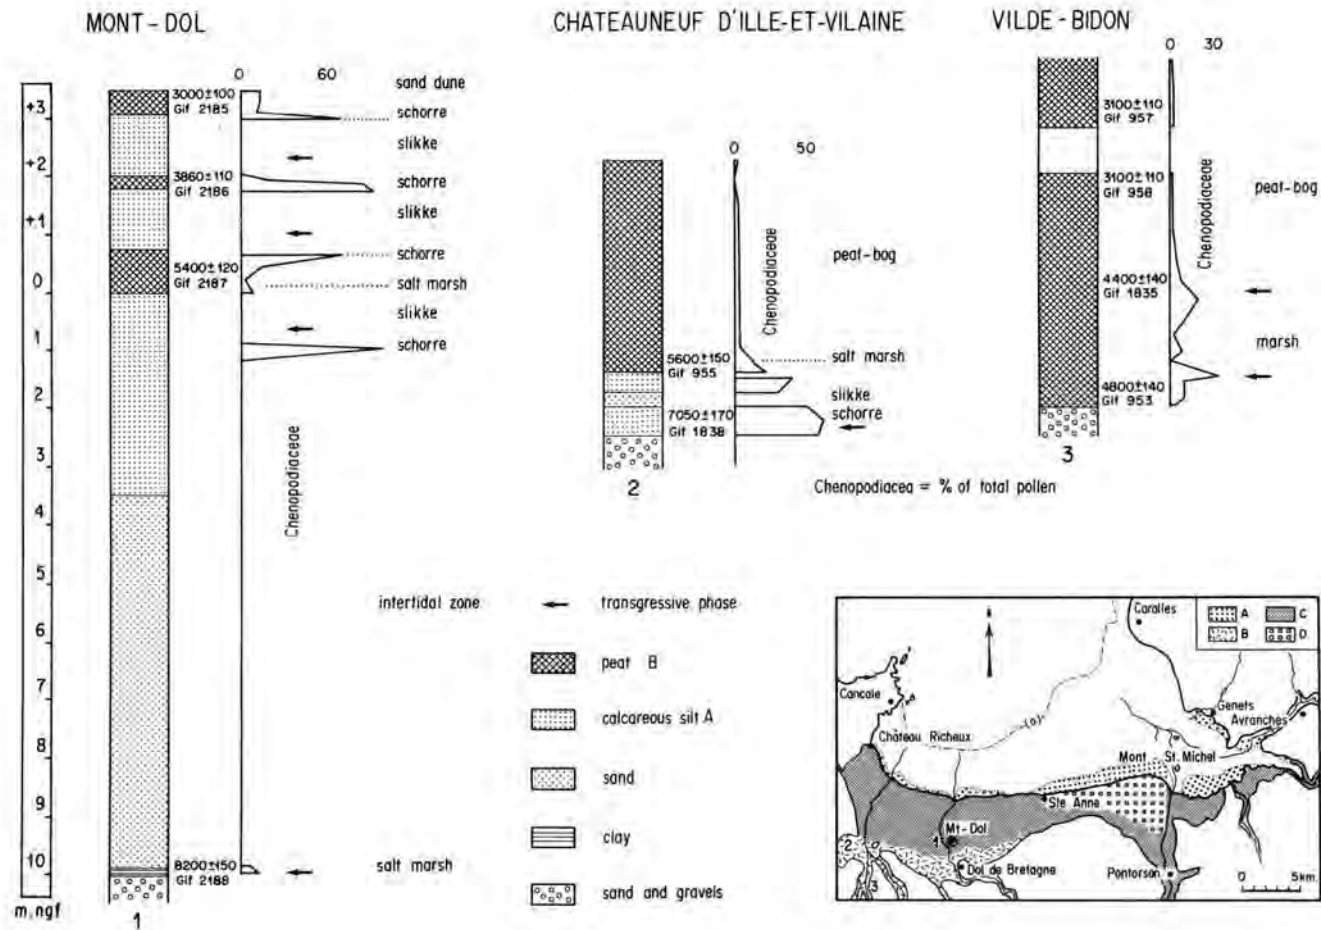 MONT-DOL
0 60
sand dune
+3
3000±100
Gif 2185
schorre
slikke
+2
3860±110
Gif 2186
schorre
slikke
+1
schorre
5400±120
Gif 2187
0
salt marsh
slikke
1
schorre
2
3
Chenopodiaceae
4
5
6
7
8
9
10
8200±150
Gif 2188
salt marsh
m, ngf
1
CHATEAUNEUF D'ILLE-ET-VILAINE
0 50
Chenopodiaceae
peat-bog
5600±150
Gif 955
salt marsh
slikke
7050±170
Gif 1838
schorre
2
VILDE-BIDON
0 30
3100±110
Gif 957
3100±110
Gif 958
Chenopodiaceae
peat-bog
4400±140
Gif 1835
marsh
4800±140
Gif 953
3
Chenopodiacea = % of total pollen
intertidal zone
transgressive phase
peat B
calcareous silt A
sand
clay
sand and gravels
A C
B D
Carolles
Cancale
Genets
Avranches
(o)
Château Richeux
Mont St. Michel
Ste Anne
Mt-Dol
1
2
3
Dol de Bretagne
Pontorson
0 5km.